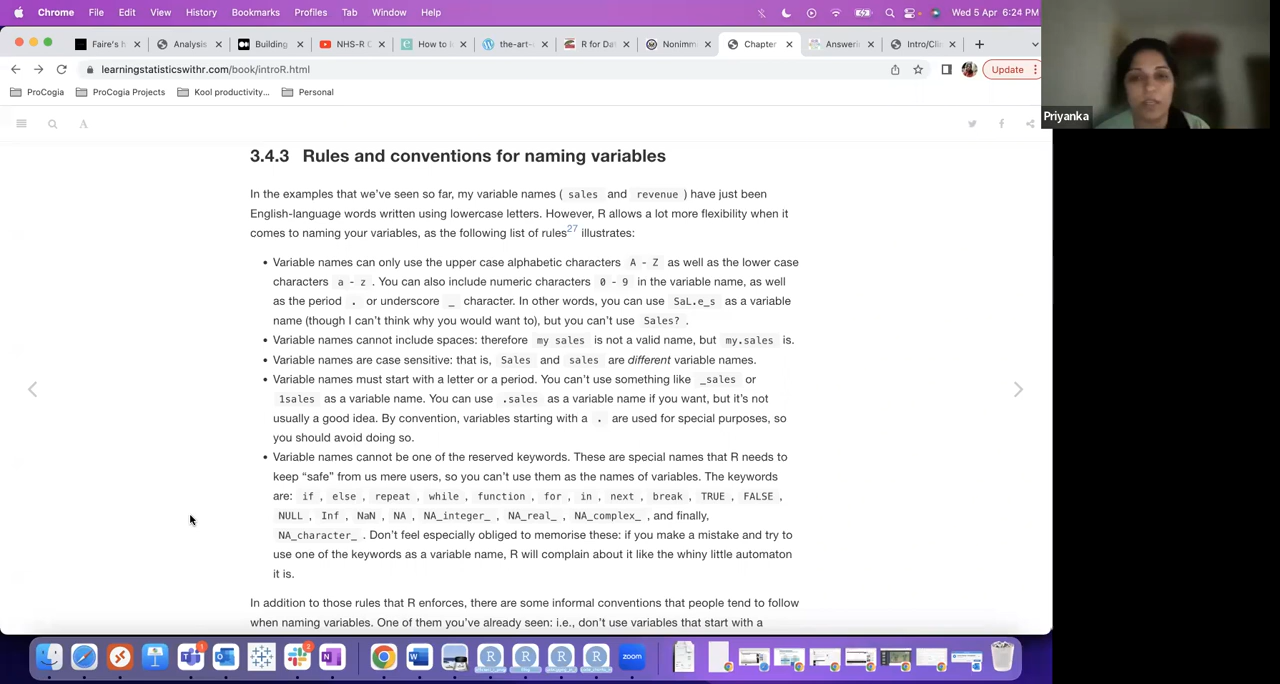 Chrome File Edit View History Bookmarks Profiles Tab Window Help
Wed 5 Apr 6:24 PM
Faire's h
Analysis
Building
NHS-R C
How to
the-art-
R for Da
Nonimm
Chapter
Answeri
Intro/Cli
learningstatisticswithr.com/book/introR.html
Update
ProCogia ProCogia Projects Kool productivity... Personal
Priyanka
A
3.4.3 Rules and conventions for naming variables
In the examples that we've seen so far, my variable names ( sales and revenue ) have just been
English-language words written using lowercase letters. However, R allows a lot more flexibility when it
comes to naming your variables, as the following list of rules27 illustrates:
• Variable names can only use the upper case alphabetic characters A - Z as well as the lower case
characters a - z . You can also include numeric characters 0 - 9 in the variable name, as well
as the period . or underscore _ character. In other words, you can use SaL.e_s as a variable
name (though I can't think why you would want to), but you can't use Sales? .
• Variable names cannot include spaces: therefore my sales is not a valid name, but my.sales is.
• Variable names are case sensitive: that is, Sales and sales are different variable names.
• Variable names must start with a letter or a period. You can't use something like _sales or
1sales as a variable name. You can use .sales as a variable name if you want, but it's not
usually a good idea. By convention, variables starting with a . are used for special purposes, so
you should avoid doing so.
• Variable names cannot be one of the reserved keywords. These are special names that R needs to
keep “safe” from us mere users, so you can't use them as the names of variables. The keywords
are: if , else , repeat , while , function , for , in , next , break , TRUE , FALSE ,
NULL , Inf , NaN , NA , NA_integer_ , NA_real_ , NA_complex_ , and finally,
NA_character_ . Don't feel especially obliged to memorise these: if you make a mistake and try to
use one of the keywords as a variable name, R will complain about it like the whiny little automaton
it is.
In addition to those rules that R enforces, there are some informal conventions that people tend to follow
when naming variables. One of them you've already seen: i.e., don't use variables that start with a
zoom